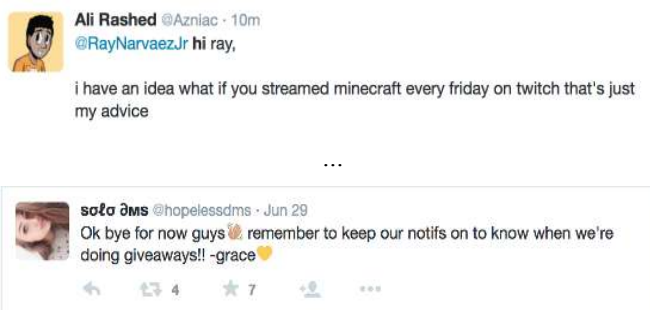 Ali Rashed @Azniac · 10m
@RayNarvaezJr hi ray,
i have an idea what if you streamed minecraft every friday on twitch that's just
my advice
...
sσℓσ ∂мs @hopelessdms · Jun 29
Ok bye for now guys👋🏼 remember to keep our notifs on to know when we're
doing giveaways!! -grace💛
4 7